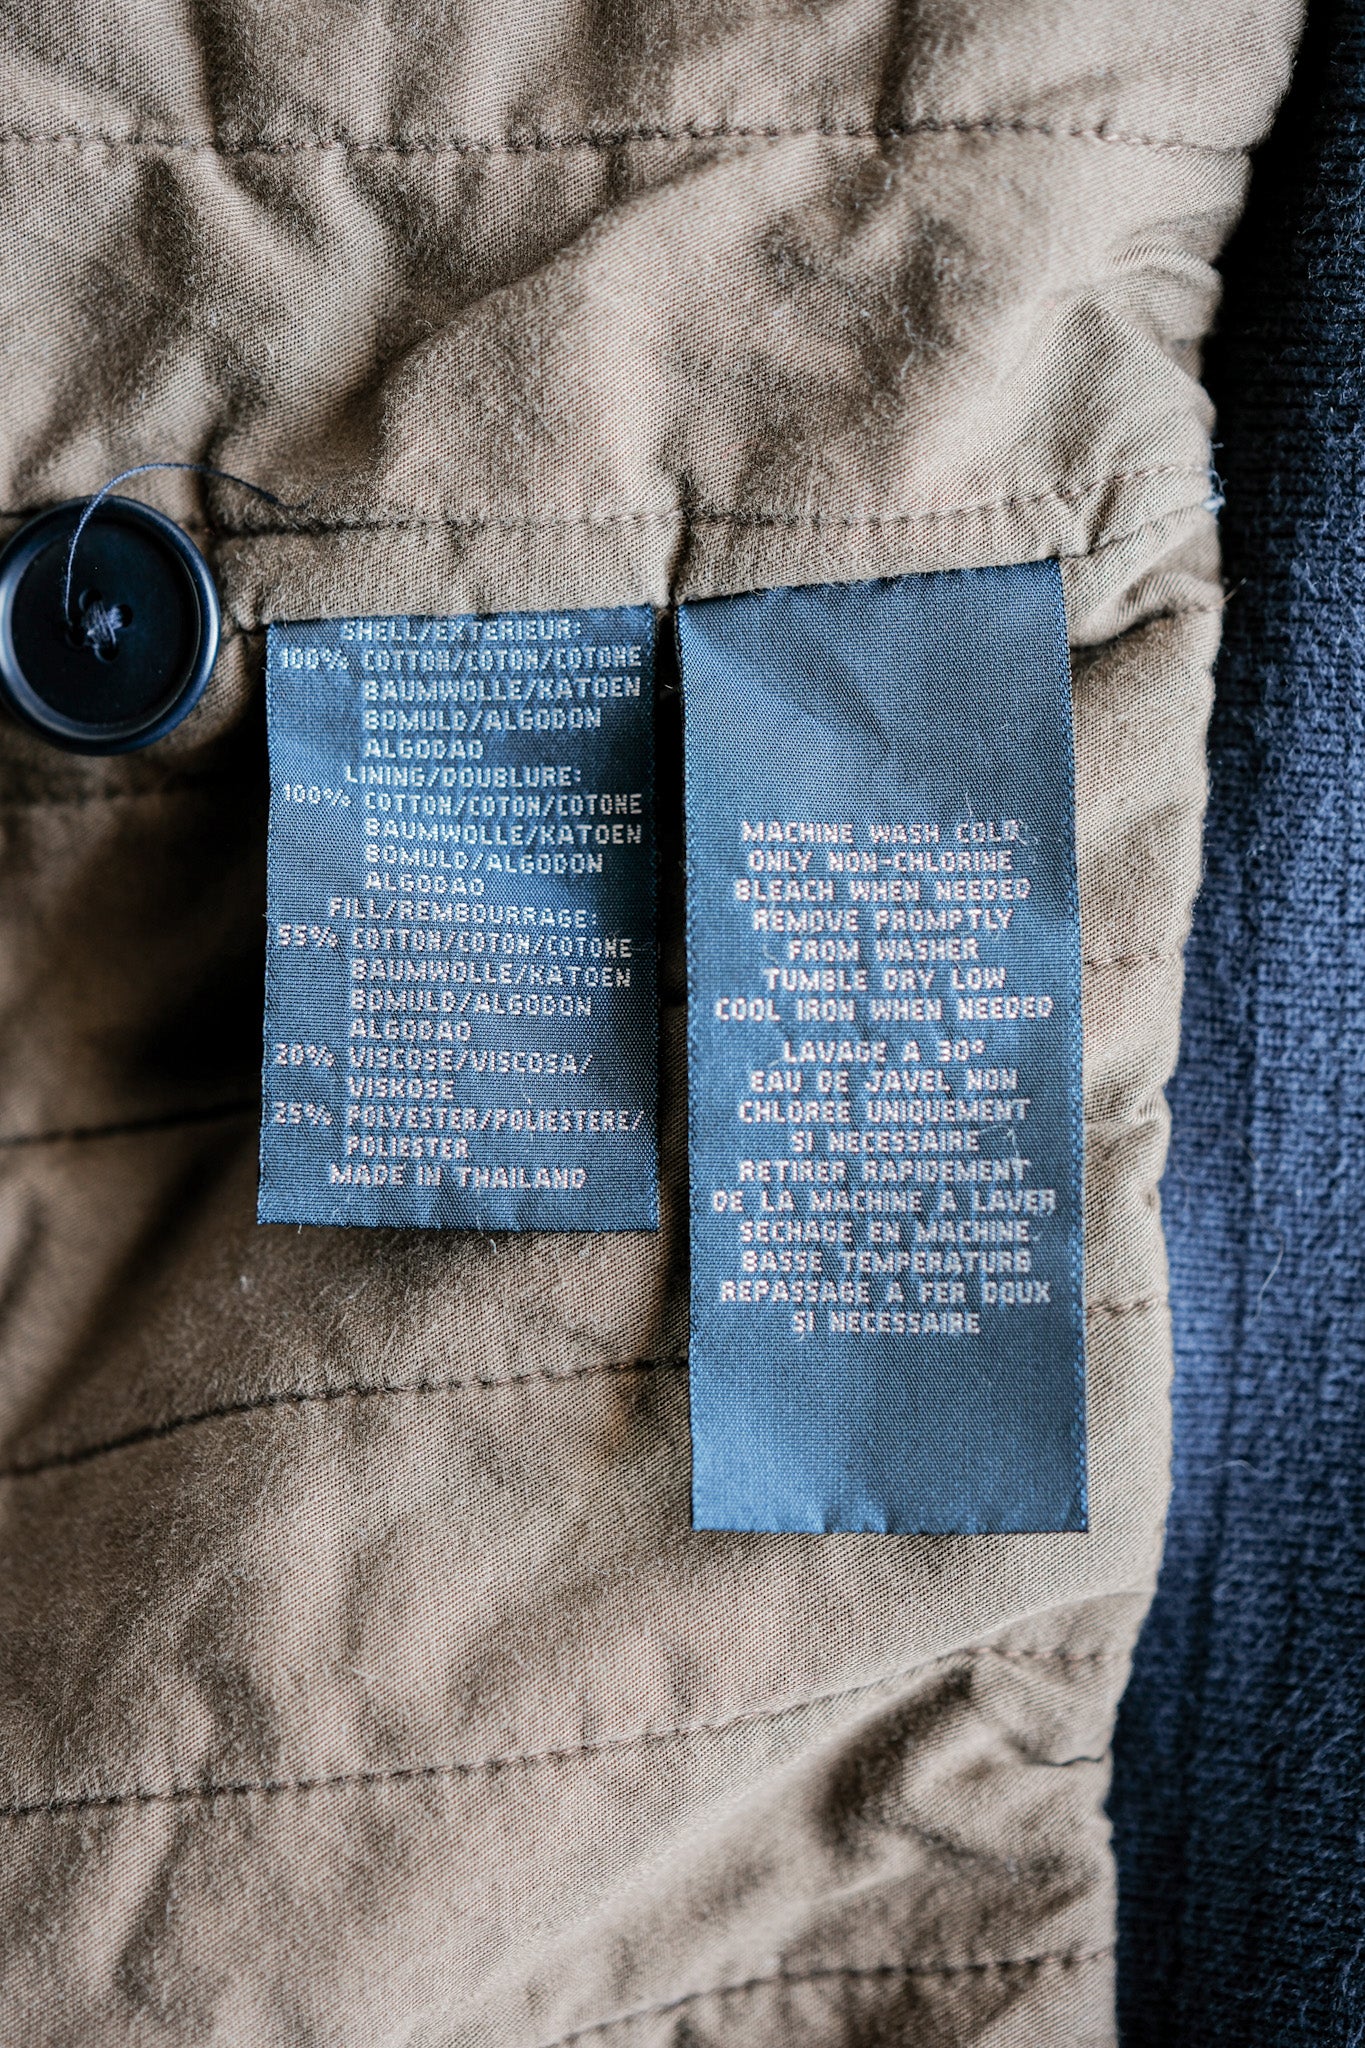 SHELL/EXTERIEUR:
100% COTTON/COTON/COTONE
BAUMWOLLE/KATOEN
BOMULD/ALGODON
ALGODAO
LINING/DOUBLURE:
100% COTTON/COTON/COTONE
BAUMWOLLE/KATOEN
BOMULD/ALGODON
ALGODAO
FILL/REMBOURRAGE:
55% COTTON/COTON/COTONE
BAUMWOLLE/KATOEN
BOMULD/ALGODON
ALGODAO
20% VISCOSE/VISCOSA/
VISKOSE
25% POLYESTER/POLIESTERE/
POLIESTER
MADE IN THAILAND
MACHINE WASH COLD
ONLY NON-CHLORINE
BLEACH WHEN NEEDED
REMOVE PROMPTLY
FROM WASHER
TUMBLE DRY LOW
COOL IRON WHEN NEEDED
LAVAGE A 30°
EAU DE JAVEL NON
CHLOREE UNIQUEMENT
SI NECESSAIRE
RETIRER RAPIDEMENT
DE LA MACHINE A LAVER
SECHAGE EN MACHINE
BASSE TEMPERATURE
REPASSAGE A FER DOUX
SI NECESSAIRE